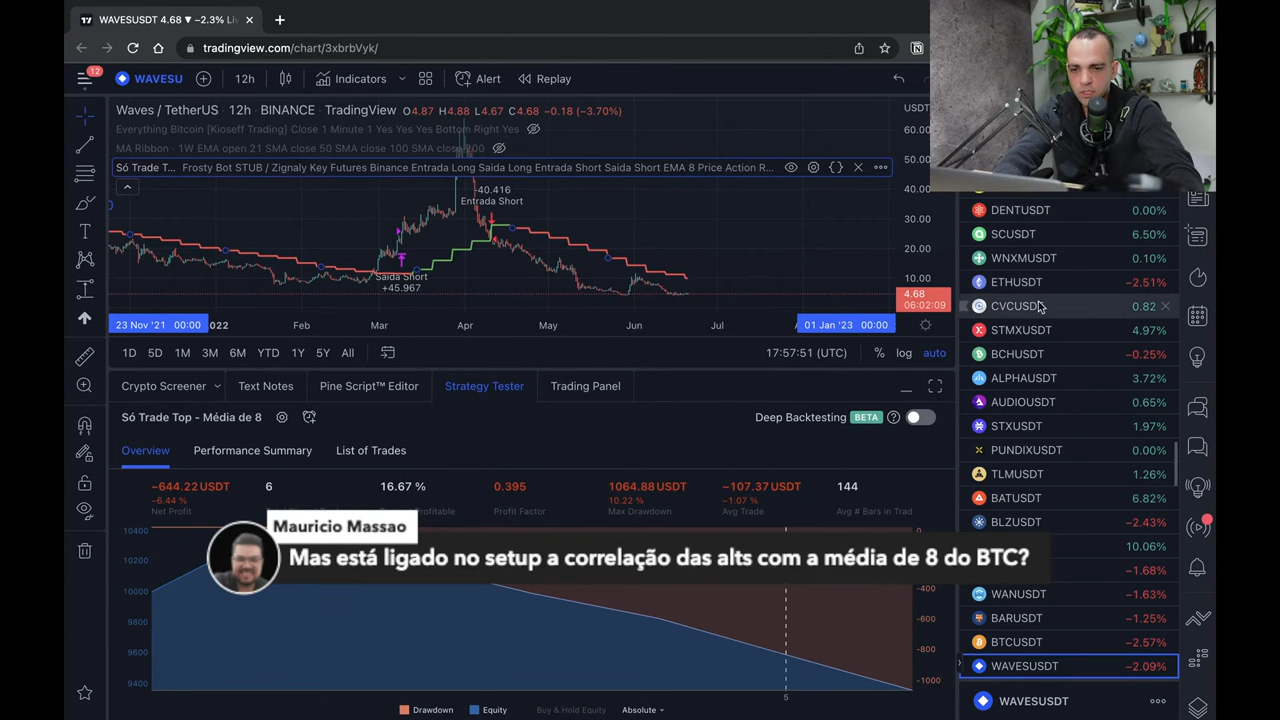 WAVESUSDT 4.68 ▼ −2.3%
tradingview.com/chart/3xbrbVyk/
12
WAVESU
12h
Indicators
Alert
Replay
Waves / TetherUS · 12h · BINANCE · TradingView O4.87 H4.88 L4.67 C4.68 −0.18 (−3.70%)
Everything Bitcoin [Kioseff Trading] Close 1 Minute 1 Yes Yes Yes Bottom Right Yes
MA Ribbon · 1W EMA open 21 SMA close 50 SMA close 100 SMA close 200
Só Trade T... Frosty Bot STUB / Zignaly Key Futures Binance Entrada Long Saida Long Entrada Short Saida Short EMA 8 Price Action R...
-40.416
Entrada Short
Saida Short
+45.967
USDT
60.00
50.00
40.00
30.00
20.00
10.00
4.68
06:02:09
23 Nov '21 00:00
022
Feb
Mar
Apr
May
Jun
Jul
01 Jan '23 00:00
1D 5D 1M 3M 6M YTD 1Y 5Y All
17:57:51 (UTC)
% log auto
Crypto Screener
Text Notes
Pine Script™ Editor
Strategy Tester
Trading Panel
Só Trade Top - Média de 8
Deep Backtesting BETA
Overview
Performance Summary
List of Trades
−644.22 USDT
−6.44 %
Net Profit
6
16.67 %
0.395
Profit Factor
1064.88 USDT
10.22 %
Max Drawdown
−107.37 USDT
−1.07 %
Avg Trade
144
Avg # Bars in Trad
Mauricio Massao
Mas está ligado no setup a correlação das alts com a média de 8 do BTC?
10400
10200
10000
9800
9600
9400
-400
-600
-800
-1000
5
Drawdown
Equity
Buy & Hold Equity
Absolute
DENTUSDT 0.00%
SCUSDT 6.50%
WNXMUSDT 0.10%
ETHUSDT −2.51%
CVCUSDT 0.82
STMXUSDT 4.97%
BCHUSDT −0.25%
ALPHAUSDT 3.72%
AUDIOUSDT 0.65%
STXUSDT 1.97%
PUNDIXUSDT 0.00%
TLMUSDT 1.26%
BATUSDT 6.82%
BLZUSDT −2.43%
10.06%
−1.68%
WANUSDT −1.63%
BARUSDT −1.25%
BTCUSDT −2.57%
WAVESUSDT −2.09%
WAVESUSDT